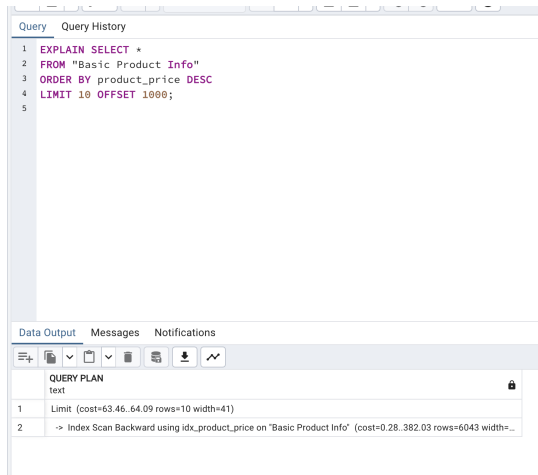 Query Query History
1 EXPLAIN SELECT *
2 FROM "Basic Product Info"
3 ORDER BY product_price DESC
4 LIMIT 10 OFFSET 1000;
5
Data Output Messages Notifications
QUERY PLAN
text
1 Limit (cost=63.46..64.09 rows=10 width=41)
2 -> Index Scan Backward using idx_product_price on "Basic Product Info" (cost=0.28..382.03 rows=6043 width=...